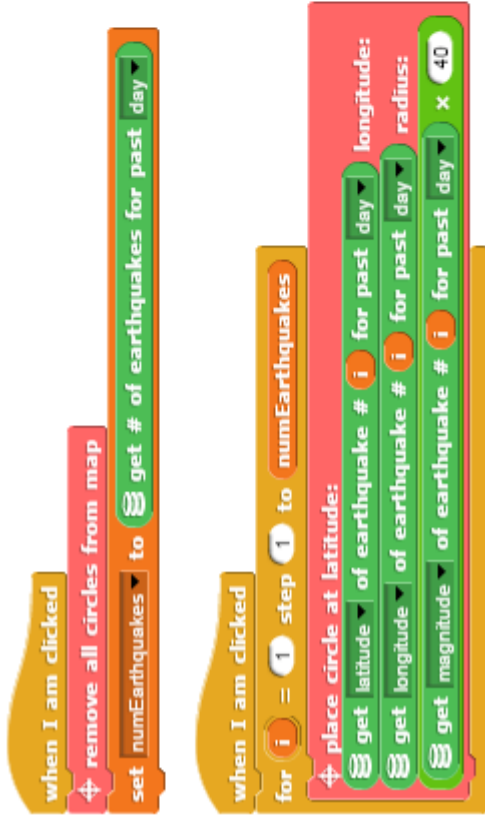 when I am clicked
remove all circles from map
set numEarthquakes to get # of earthquakes for past day
when I am clicked
for i = 1 step 1 to numEarthquakes
place circle at latitude:
get latitude of earthquake # i for past day longitude:
get longitude of earthquake # i for past day radius:
get magnitude of earthquake # i for past day × 40